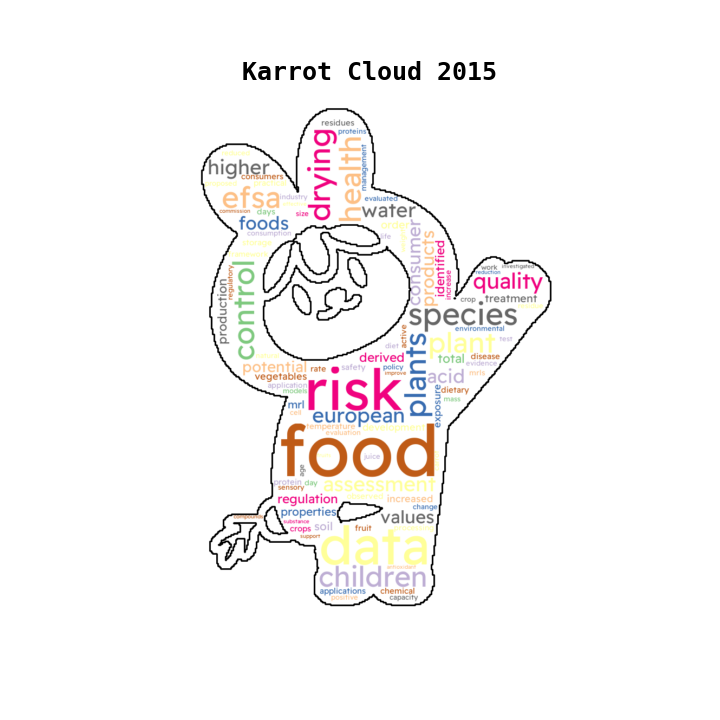 Karrot Cloud 2015
residues
proteins
drying
health
management
higher
consumers
efsa
industry
evaluated
commission
days
size
water
foods
consumption
life
consumer
products
identified
increase
work
investigated
reduction
quality
crop
treatment
regulatory
production
control
species
environmental
active
plants
plant
test
diet
derived
total
disease
evidence
potential
rate
safety
policy
improve
vegetables
acid
mrls
application
models
risk
exposure
dietary
mass
mrl
cell
european
temperature
development
evaluation
food
juice
age
protein
day
assessment
sensory
regulation
increased
change
properties
compounds
substance
crops
soil
fruit
values
support
data
children
antioxidant
applications
chemical
positive
capacity